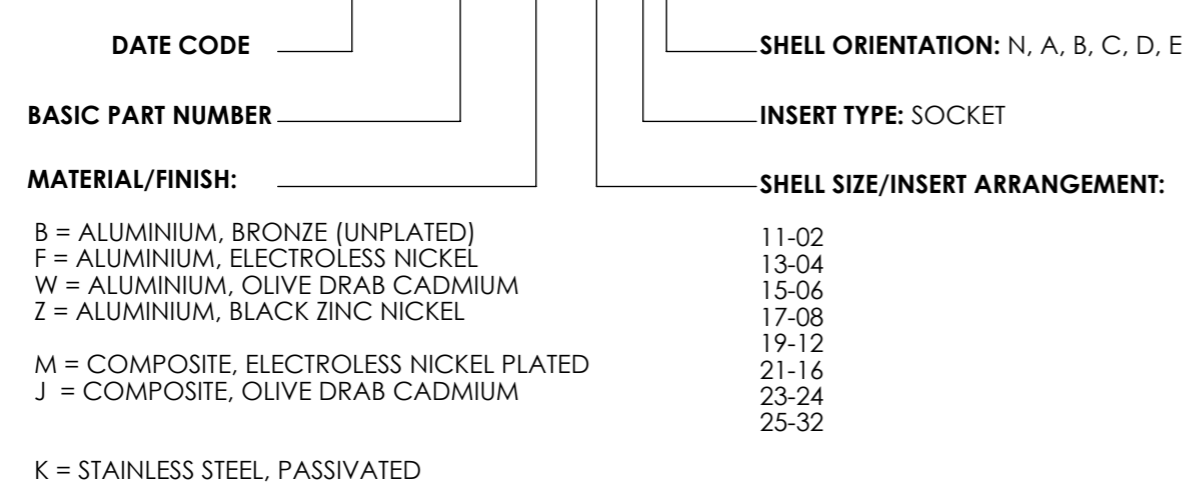 DATE CODE
SHELL ORIENTATION: N, A, B, C, D, E
BASIC PART NUMBER
INSERT TYPE: SOCKET
MATERIAL/FINISH:
SHELL SIZE/INSERT ARRANGEMENT:
B = ALUMINIUM, BRONZE (UNPLATED)
F = ALUMINIUM, ELECTROLESS NICKEL
W = ALUMINIUM, OLIVE DRAB CADMIUM
Z = ALUMINIUM, BLACK ZINC NICKEL
M = COMPOSITE, ELECTROLESS NICKEL PLATED
J = COMPOSITE, OLIVE DRAB CADMIUM
K = STAINLESS STEEL, PASSIVATED
11-02
13-04
15-06
17-08
19-12
21-16
23-24
25-32